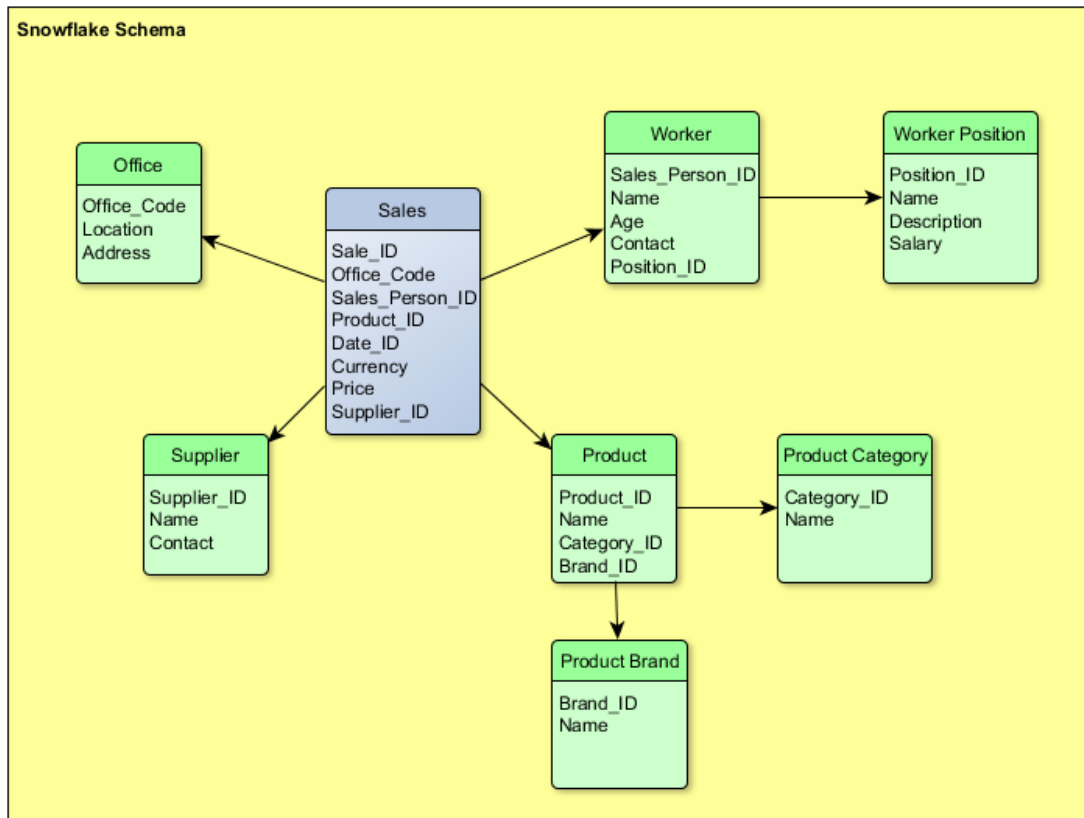 Snowflake Schema
Office
Office_Code
Location
Address
Sales
Sale_ID
Office_Code
Sales_Person_ID
Product_ID
Date_ID
Currency
Price
Supplier_ID
Worker
Sales_Person_ID
Name
Age
Contact
Position_ID
Worker Position
Position_ID
Name
Description
Salary
Supplier
Supplier_ID
Name
Contact
Product
Product_ID
Name
Category_ID
Brand_ID
Product Category
Category_ID
Name
Product Brand
Brand_ID
Name